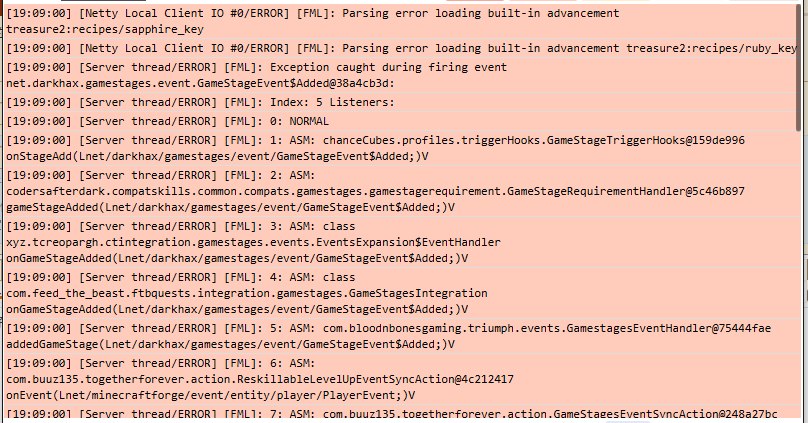 [19:09:00] [Netty Local Client IO #0/ERROR] [FML]: Parsing error loading built-in advancement
treasure2:recipes/sapphire_key
[19:09:00] [Netty Local Client IO #0/ERROR] [FML]: Parsing error loading built-in advancement treasure2:recipes/ruby_key
[19:09:00] [Server thread/ERROR] [FML]: Exception caught during firing event
net.darkhax.gamestages.event.GameStageEvent$Added@38a4cb3d:
[19:09:00] [Server thread/ERROR] [FML]: Index: 5 Listeners:
[19:09:00] [Server thread/ERROR] [FML]: 0: NORMAL
[19:09:00] [Server thread/ERROR] [FML]: 1: ASM: chanceCubes.profiles.triggerHooks.GameStageTriggerHooks@159de996
onStageAdd(Lnet/darkhax/gamestages/event/GameStageEvent$Added;)V
[19:09:00] [Server thread/ERROR] [FML]: 2: ASM:
codersafterdark.compatskills.common.compats.gamestages.gamestagerequirement.GameStageRequirementHandler@5c46b897
gameStageAdded(Lnet/darkhax/gamestages/event/GameStageEvent$Added;)V
[19:09:00] [Server thread/ERROR] [FML]: 3: ASM: class
xyz.tcreopargh.ctintegration.gamestages.events.EventsExpansion$EventHandler
onGameStageAdded(Lnet/darkhax/gamestages/event/GameStageEvent$Added;)V
[19:09:00] [Server thread/ERROR] [FML]: 4: ASM: class
com.feed_the_beast.ftbquests.integration.gamestages.GameStagesIntegration
onGameStageAdded(Lnet/darkhax/gamestages/event/GameStageEvent$Added;)V
[19:09:00] [Server thread/ERROR] [FML]: 5: ASM: com.bloodnbonesgaming.triumph.events.GamestagesEventHandler@75444fae
addedGameStage(Lnet/darkhax/gamestages/event/GameStageEvent$Added;)V
[19:09:00] [Server thread/ERROR] [FML]: 6: ASM:
com.buuz135.togetherforever.action.ReskillableLevelUpEventSyncAction@4c212417
onEvent(Lnet/minecraftforge/event/entity/player/PlayerEvent;)V
[19:09:00] [Server thread/ERROR] [FML]: 7: ASM: com.buuz135.togetherforever.action.GameStagesEventSyncAction@248a27bc